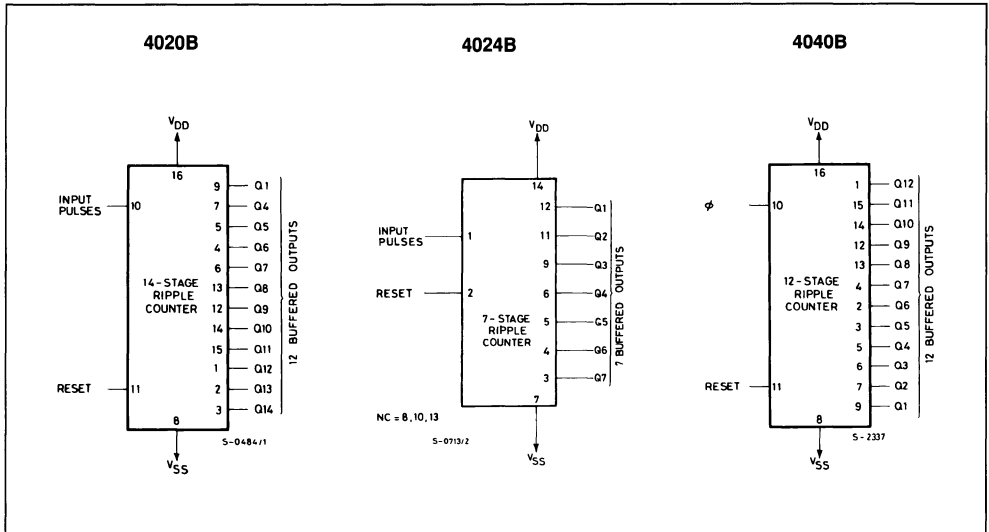 4020B
4024B
4040B
VDD
16
9 Q1
INPUT
PULSES
10
7 Q4
5 Q5
4 Q6
6 Q7
14-STAGE
RIPPLE
COUNTER
13 Q8
12 Q9
14 Q10
15 Q11
1 Q12
RESET
11
2 Q13
3 Q14
12 BUFFERED OUTPUTS
8
S-0484/1
VSS
VDD
14
12 Q1
INPUT
PULSES
1
11 Q2
9 Q3
RESET
2
6 Q4
7-STAGE
RIPPLE
COUNTER
5 Q5
4 Q6
3 Q7
7 BUFFERED OUTPUTS
7
NC = 8,10,13
S-0713/2
VSS
VDD
16
1 Q12
ø
10
15 Q11
14 Q10
12 Q9
13 Q8
12-STAGE
RIPPLE
COUNTER
4 Q7
2 Q6
3 Q5
5 Q4
6 Q3
RESET
11
7 Q2
9 Q1
12 BUFFERED OUTPUTS
8
S-2337
VSS